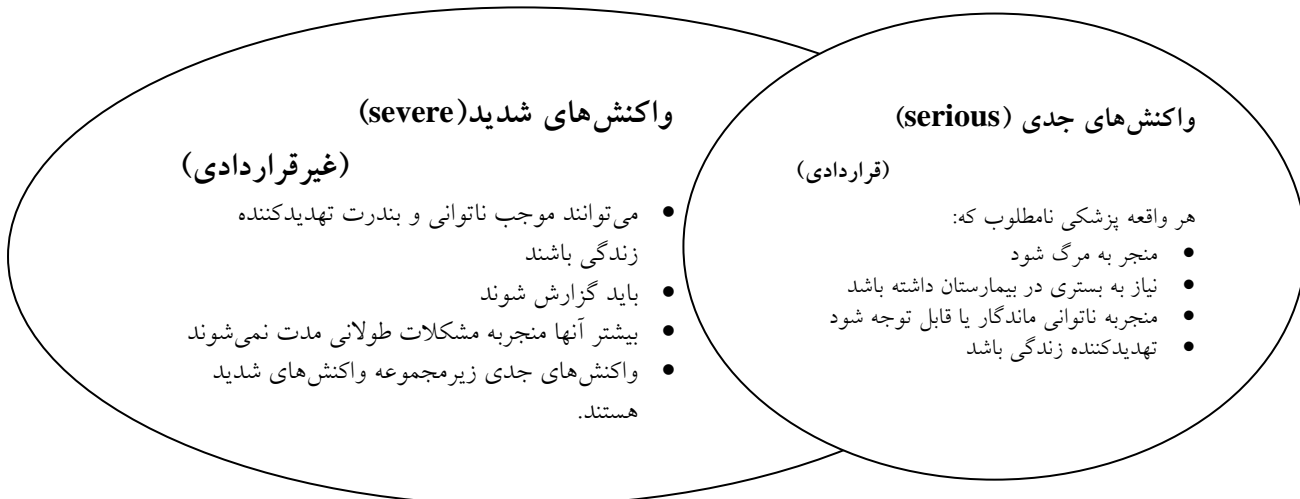 واکنش‌های جدی (serious)
(قراردادی)
هر واقعه پزشکی نامطلوب که:
• منجر به مرگ شود
• نیاز به بستری در بیمارستان داشته باشد
• منجربه ناتوانی ماندگار یا قابل توجه شود
• تهدیدکننده زندگی باشد
واکنش‌های شدید(severe)
(غیرقراردادی)
• می‌توانند موجب ناتوانی و بندرت تهدیدکننده
زندگی باشند
• باید گزارش شوند
• بیشتر آنها منجربه مشکلات طولانی مدت نمی‌شوند
• واکنش‌های جدی زیرمجموعه واکنش‌های شدید
هستند.